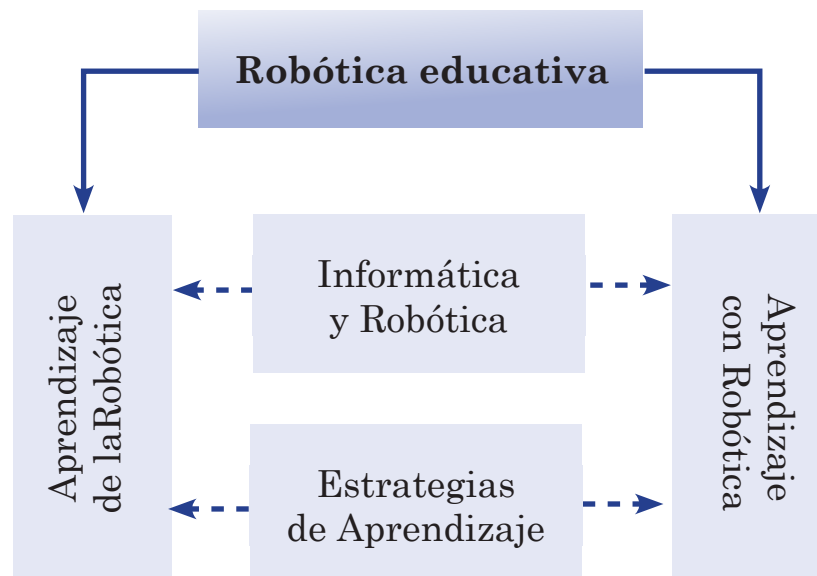 Robótica educativa
Aprendizaje
de laRobótica
Informática
y Robótica
Estrategias
de Aprendizaje
Aprendizaje
con Robótica